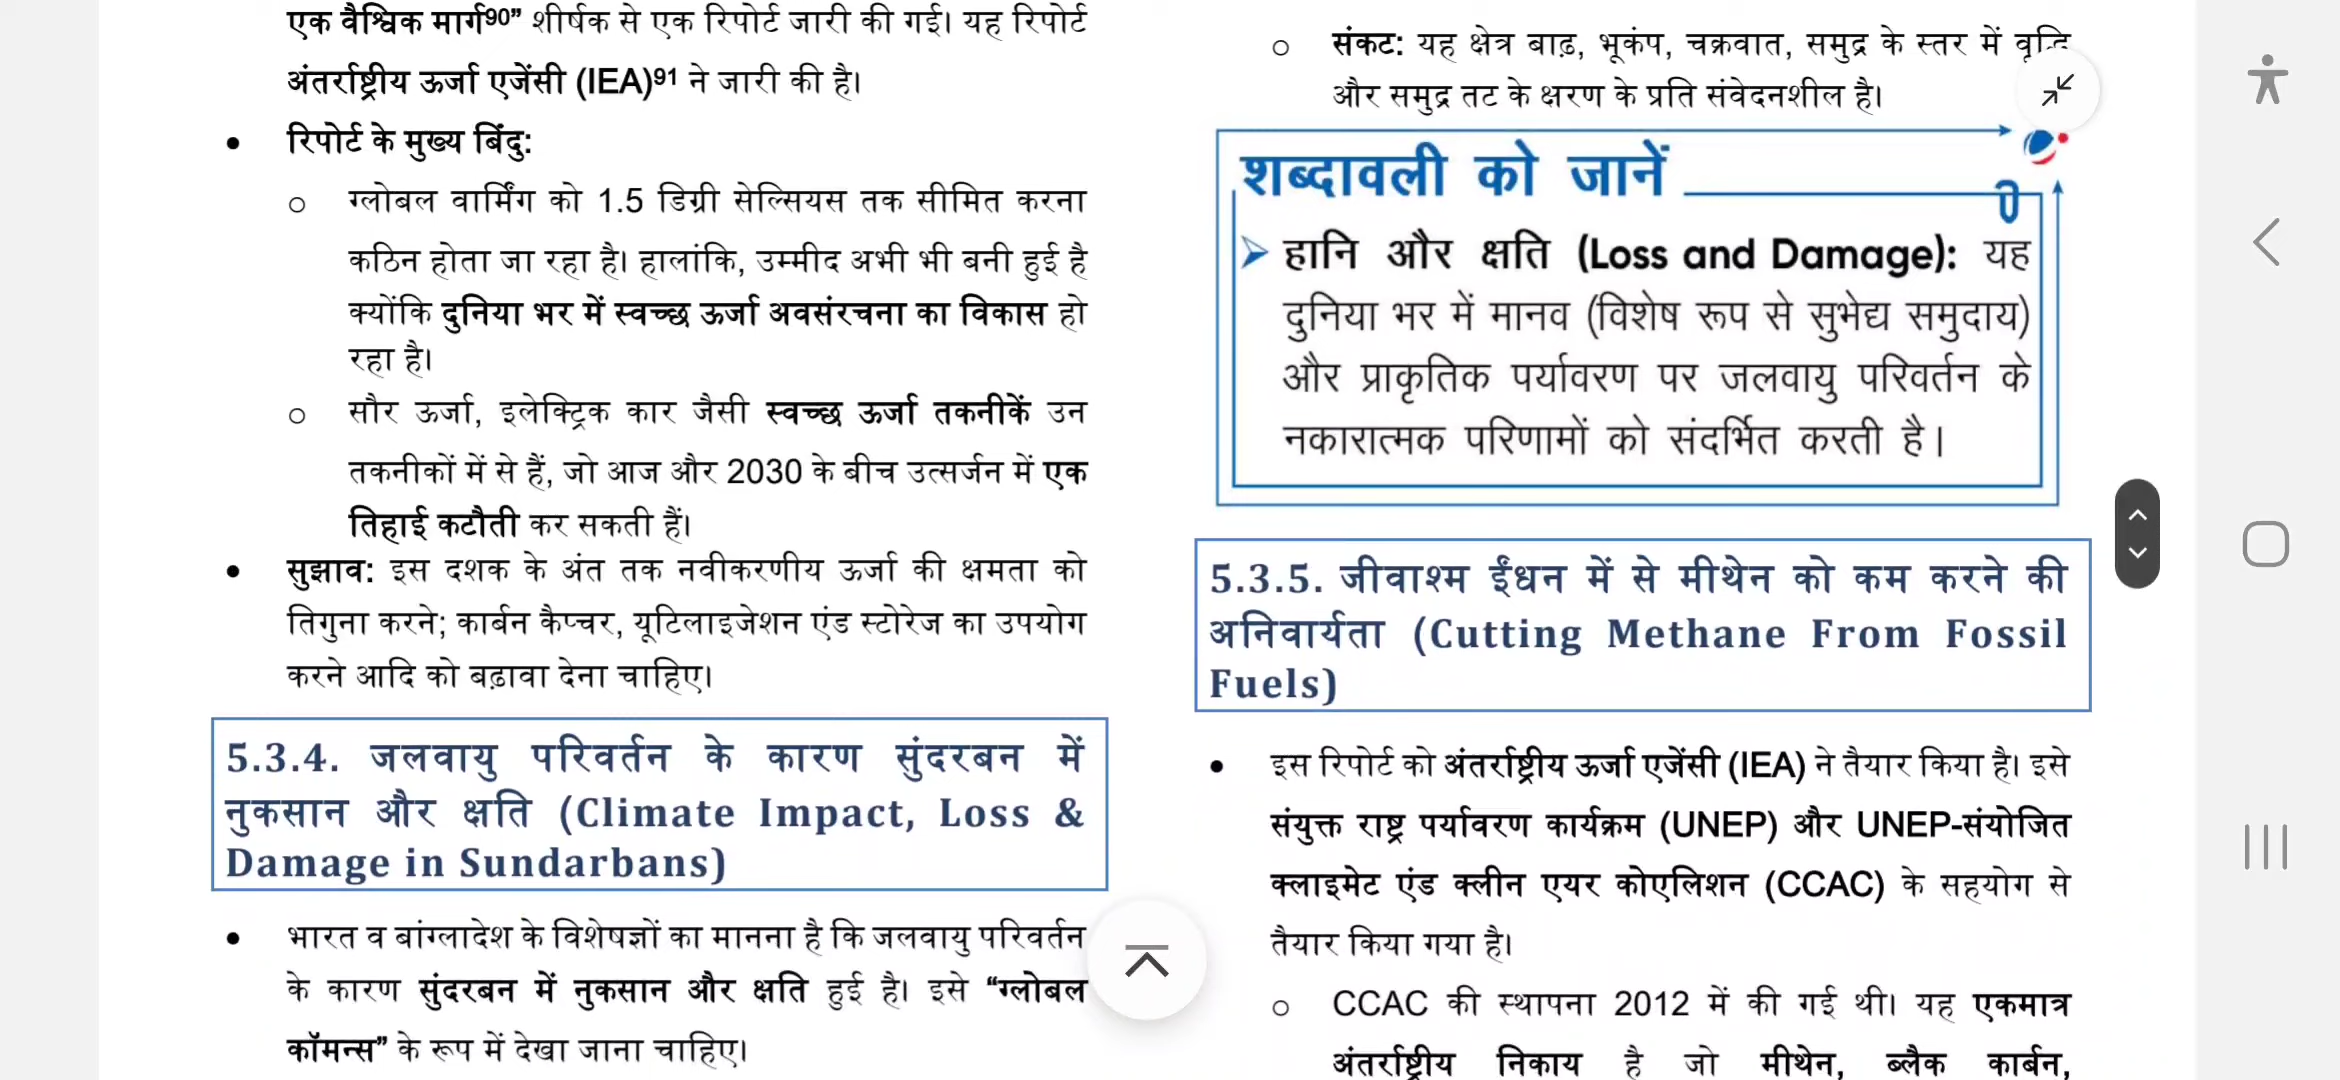 एक वैश्विक मार्ग90” शीर्षक से एक रिपोर्ट जारी की गई। यह रिपोर्ट
अंतर्राष्ट्रीय ऊर्जा एजेंसी (IEA)91 ने जारी की है।
• रिपोर्ट के मुख्य बिंदु:
o ग्लोबल वार्मिंग को 1.5 डिग्री सेल्सियस तक सीमित करना
कठिन होता जा रहा है। हालांकि, उम्मीद अभी भी बनी हुई है
क्योंकि दुनिया भर में स्वच्छ ऊर्जा अवसंरचना का विकास हो
रहा है।
o सौर ऊर्जा, इलेक्ट्रिक कार जैसी स्वच्छ ऊर्जा तकनीकें उन
तकनीकों में से हैं, जो आज और 2030 के बीच उत्सर्जन में एक
तिहाई कटौती कर सकती हैं।
• सुझाव: इस दशक के अंत तक नवीकरणीय ऊर्जा की क्षमता को
तिगुना करने; कार्बन कैप्चर, यूटिलाइजेशन एंड स्टोरेज का उपयोग
करने आदि को बढ़ावा देना चाहिए।
5.3.4. जलवायु परिवर्तन के कारण सुंदरबन में
नुकसान और क्षति (Climate Impact, Loss &
Damage in Sundarbans)
• भारत व बांग्लादेश के विशेषज्ञों का मानना है कि जलवायु परिवर्तन
के कारण सुंदरबन में नुकसान और क्षति हुई है। इसे “ग्लोबल
कॉमन्स” के रूप में देखा जाना चाहिए।
o संकट: यह क्षेत्र बाढ़, भूकंप, चक्रवात, समुद्र के स्तर में वृद्धि
और समुद्र तट के क्षरण के प्रति संवेदनशील है।
शब्दावली को जानें
हानि और क्षति (Loss and Damage): यह
दुनिया भर में मानव (विशेष रूप से सुभेद्य समुदाय)
और प्राकृतिक पर्यावरण पर जलवायु परिवर्तन के
नकारात्मक परिणामों को संदर्भित करती है।
5.3.5. जीवाश्म ईंधन में से मीथेन को कम करने की
अनिवार्यता (Cutting Methane From Fossil
Fuels)
• इस रिपोर्ट को अंतर्राष्ट्रीय ऊर्जा एजेंसी (IEA) ने तैयार किया है। इसे
संयुक्त राष्ट्र पर्यावरण कार्यक्रम (UNEP) और UNEP-संयोजित
क्लाइमेट एंड क्लीन एयर कोएलिशन (CCAC) के सहयोग से
तैयार किया गया है।
o CCAC की स्थापना 2012 में की गई थी। यह एकमात्र
अंतर्राष्ट्रीय निकाय है जो मीथेन, ब्लैक कार्बन,